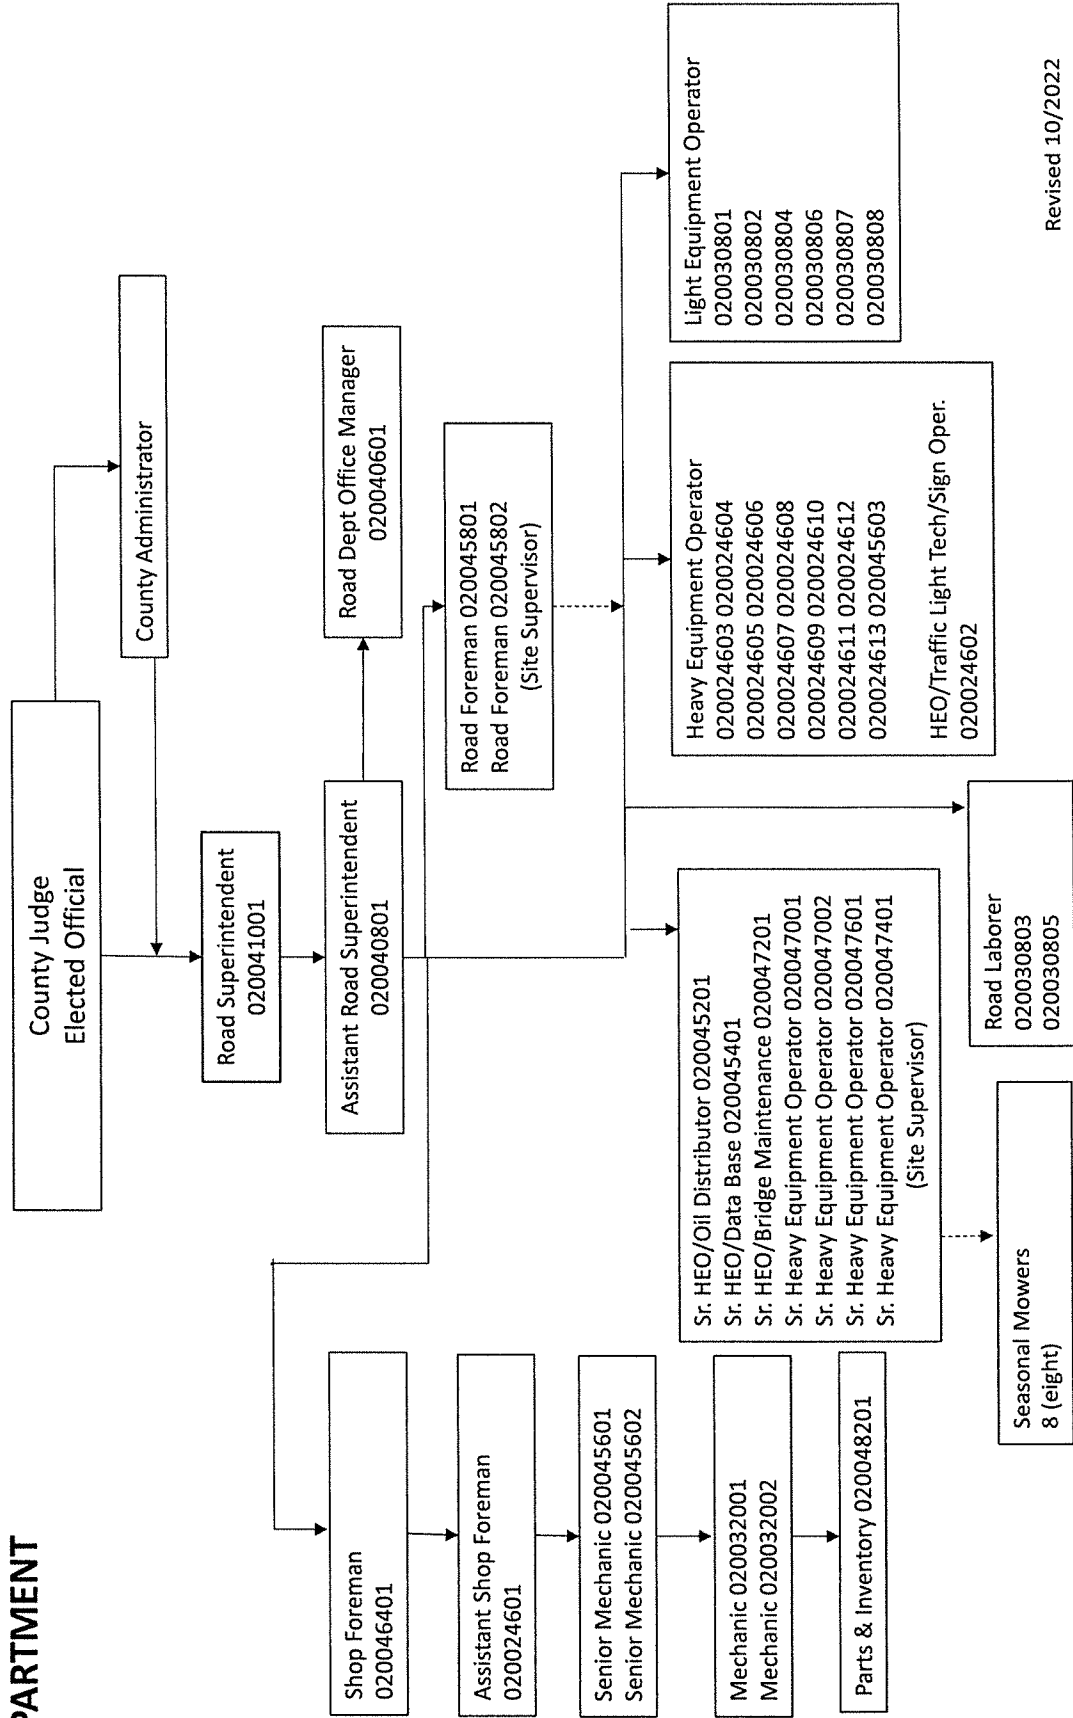 PARTMENT
County Judge
Elected Official
County Administrator
Road Superintendent
020041001
Assistant Road Superintendent
020040801
Road Dept Office Manager
020040601
Shop Foreman
020046401
Road Foreman 020045801
Road Foreman 020045802
(Site Supervisor)
Assistant Shop Foreman
020024601
Senior Mechanic 020045601
Senior Mechanic 020045602
Mechanic 020032001
Mechanic 020032002
Parts & Inventory 020048201
Sr. HEO/Oil Distributor 020045201
Sr. HEO/Data Base 020045401
Sr. HEO/Bridge Maintenance 020047201
Sr. Heavy Equipment Operator 020047001
Sr. Heavy Equipment Operator 020047002
Sr. Heavy Equipment Operator 020047601
Sr. Heavy Equipment Operator 020047401
(Site Supervisor)
Heavy Equipment Operator
020024603 020024604
020024605 020024606
020024607 020024608
020024609 020024610
020024611 020024612
020024613 020045603
HEO/Traffic Light Tech/Sign Oper.
020024602
Light Equipment Operator
020030801
020030802
020030804
020030806
020030807
020030808
Seasonal Mowers
8 (eight)
Road Laborer
020030803
020030805
Revised 10/2022